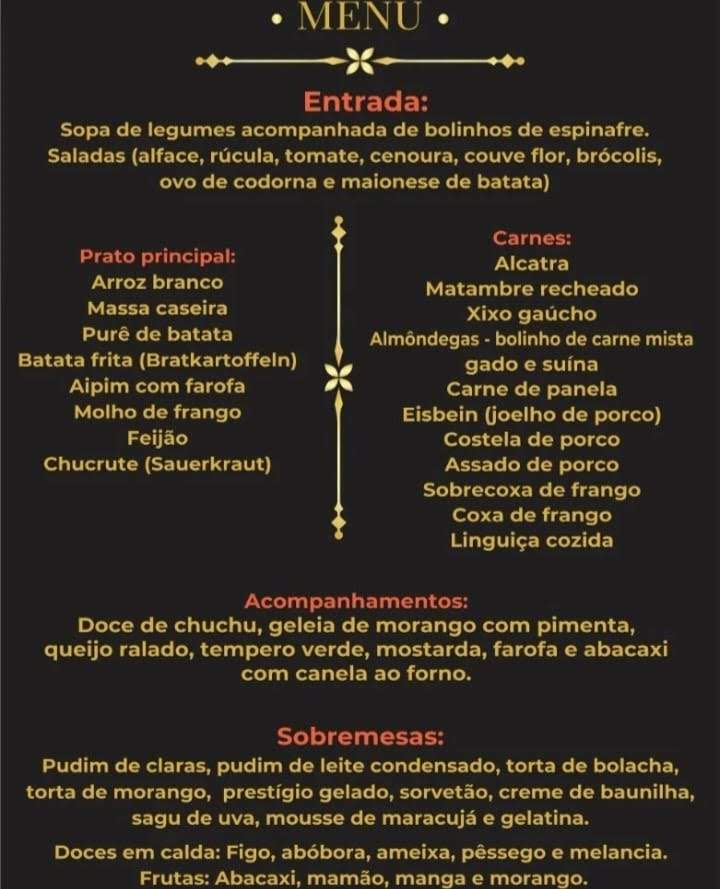 • MENU •
Entrada:
Sopa de legumes acompanhada de bolinhos de espinafre.
Saladas (alface, rúcula, tomate, cenoura, couve flor, brócolis,
ovo de codorna e maionese de batata)
Prato principal:
Arroz branco
Massa caseira
Purê de batata
Batata frita (Bratkartoffeln)
Aipim com farofa
Molho de frango
Feijão
Chucrute (Sauerkraut)
Carnes:
Alcatra
Matambre recheado
Xixo gaúcho
Almôndegas - bolinho de carne mista
gado e suína
Carne de panela
Eisbein (joelho de porco)
Costela de porco
Assado de porco
Sobrecoxa de frango
Coxa de frango
Linguiça cozida
Acompanhamentos:
Doce de chuchu, geleia de morango com pimenta,
queijo ralado, tempero verde, mostarda, farofa e abacaxi
com canela ao forno.
Sobremesas:
Pudim de claras, pudim de leite condensado, torta de bolacha,
torta de morango, prestígio gelado, sorvetão, creme de baunilha,
sagu de uva, mousse de maracujá e gelatina.
Doces em calda: Figo, abóbora, ameixa, pêssego e melancia.
Frutas: Abacaxi, mamão, manga e morango.